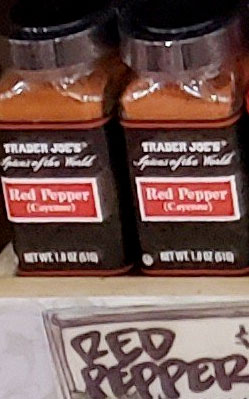 TRADER JOE'S®
Spices of the World
Red Pepper
(Cayenne)
NET WT. 1.8 OZ (51G)
TRADER JOE'S®
Spices of the World
Red Pepper
(Cayenne)
NET WT. 1.8 OZ (51G)
RED
PEPPER